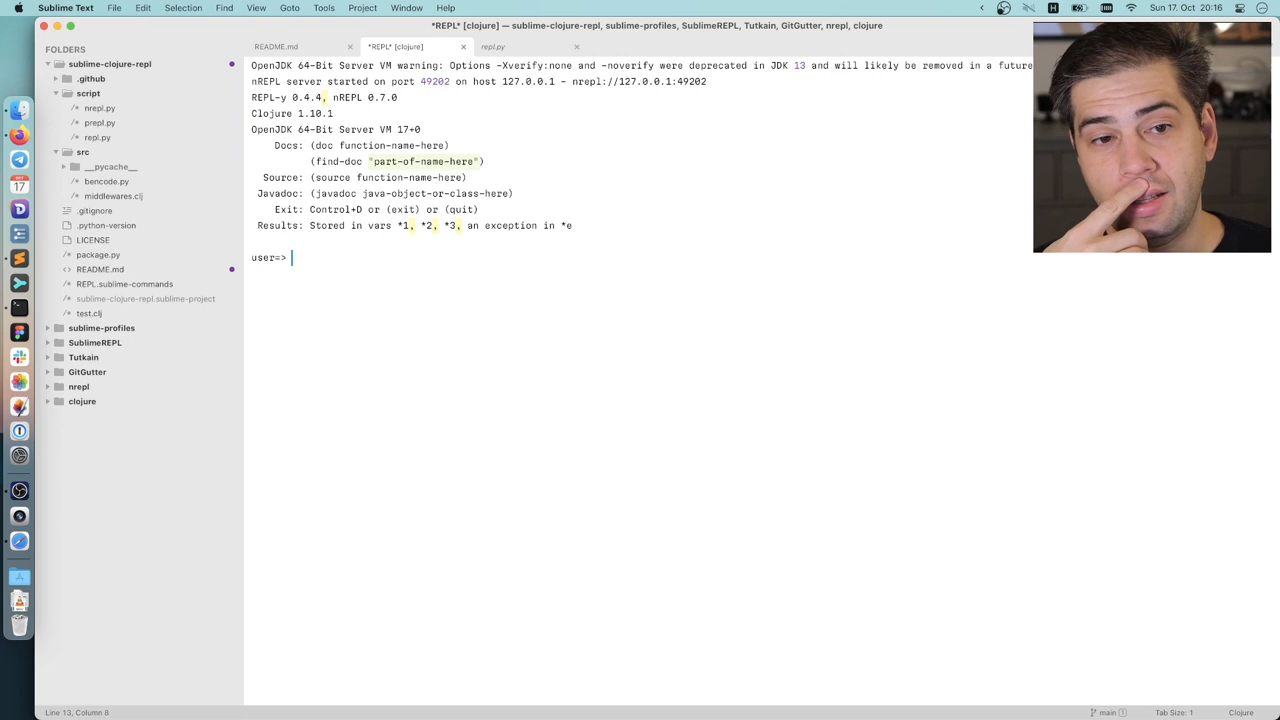 Sublime Text File Edit Selection Find View Goto Tools Project Window Help
Sun 17. Oct 20:16
*REPL* [clojure] — sublime-clojure-repl, sublime-profiles, SublimeREPL, Tutkain, GitGutter, nrepl, clojure
FOLDERS
sublime-clojure-repl
.github
script
nrepl.py
prepl.py
repl.py
src
__pycache__
bencode.py
middlewares.clj
.gitignore
.python-version
LICENSE
package.py
README.md
REPL.sublime-commands
sublime-clojure-repl.sublime-project
test.clj
sublime-profiles
SublimeREPL
Tutkain
GitGutter
nrepl
clojure
README.md
*REPL* [clojure]
repl.py
OpenJDK 64-Bit Server VM warning: Options -Xverify:none and -noverify were deprecated in JDK 13 and will likely be removed in a future
nREPL server started on port 49202 on host 127.0.0.1 - nrepl://127.0.0.1:49202
REPL-y 0.4.4, nREPL 0.7.0
Clojure 1.10.1
OpenJDK 64-Bit Server VM 17+0
Docs: (doc function-name-here)
(find-doc "part-of-name-here")
Source: (source function-name-here)
Javadoc: (javadoc java-object-or-class-here)
Exit: Control+D or (exit) or (quit)
Results: Stored in vars *1, *2, *3, an exception in *e
user=>
Line 13, Column 8
main 1
Tab Size: 1
Clojure